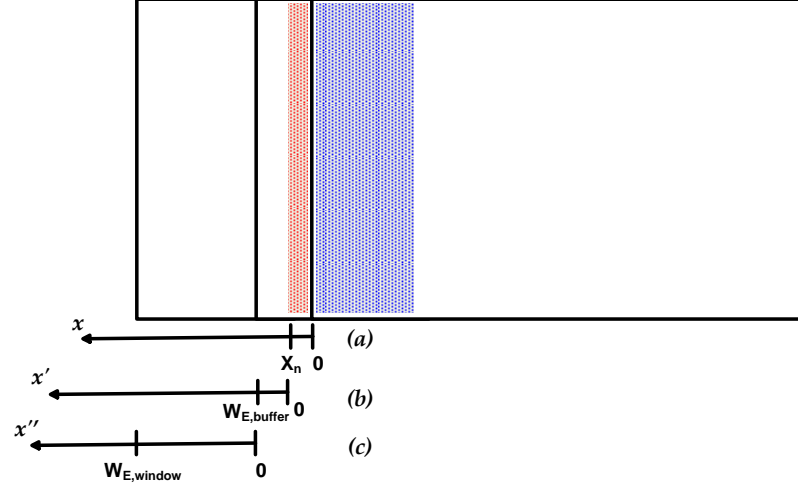 x (a)
Xn 0
x' (b)
WE,buffer 0
x'' (c)
WE,window 0